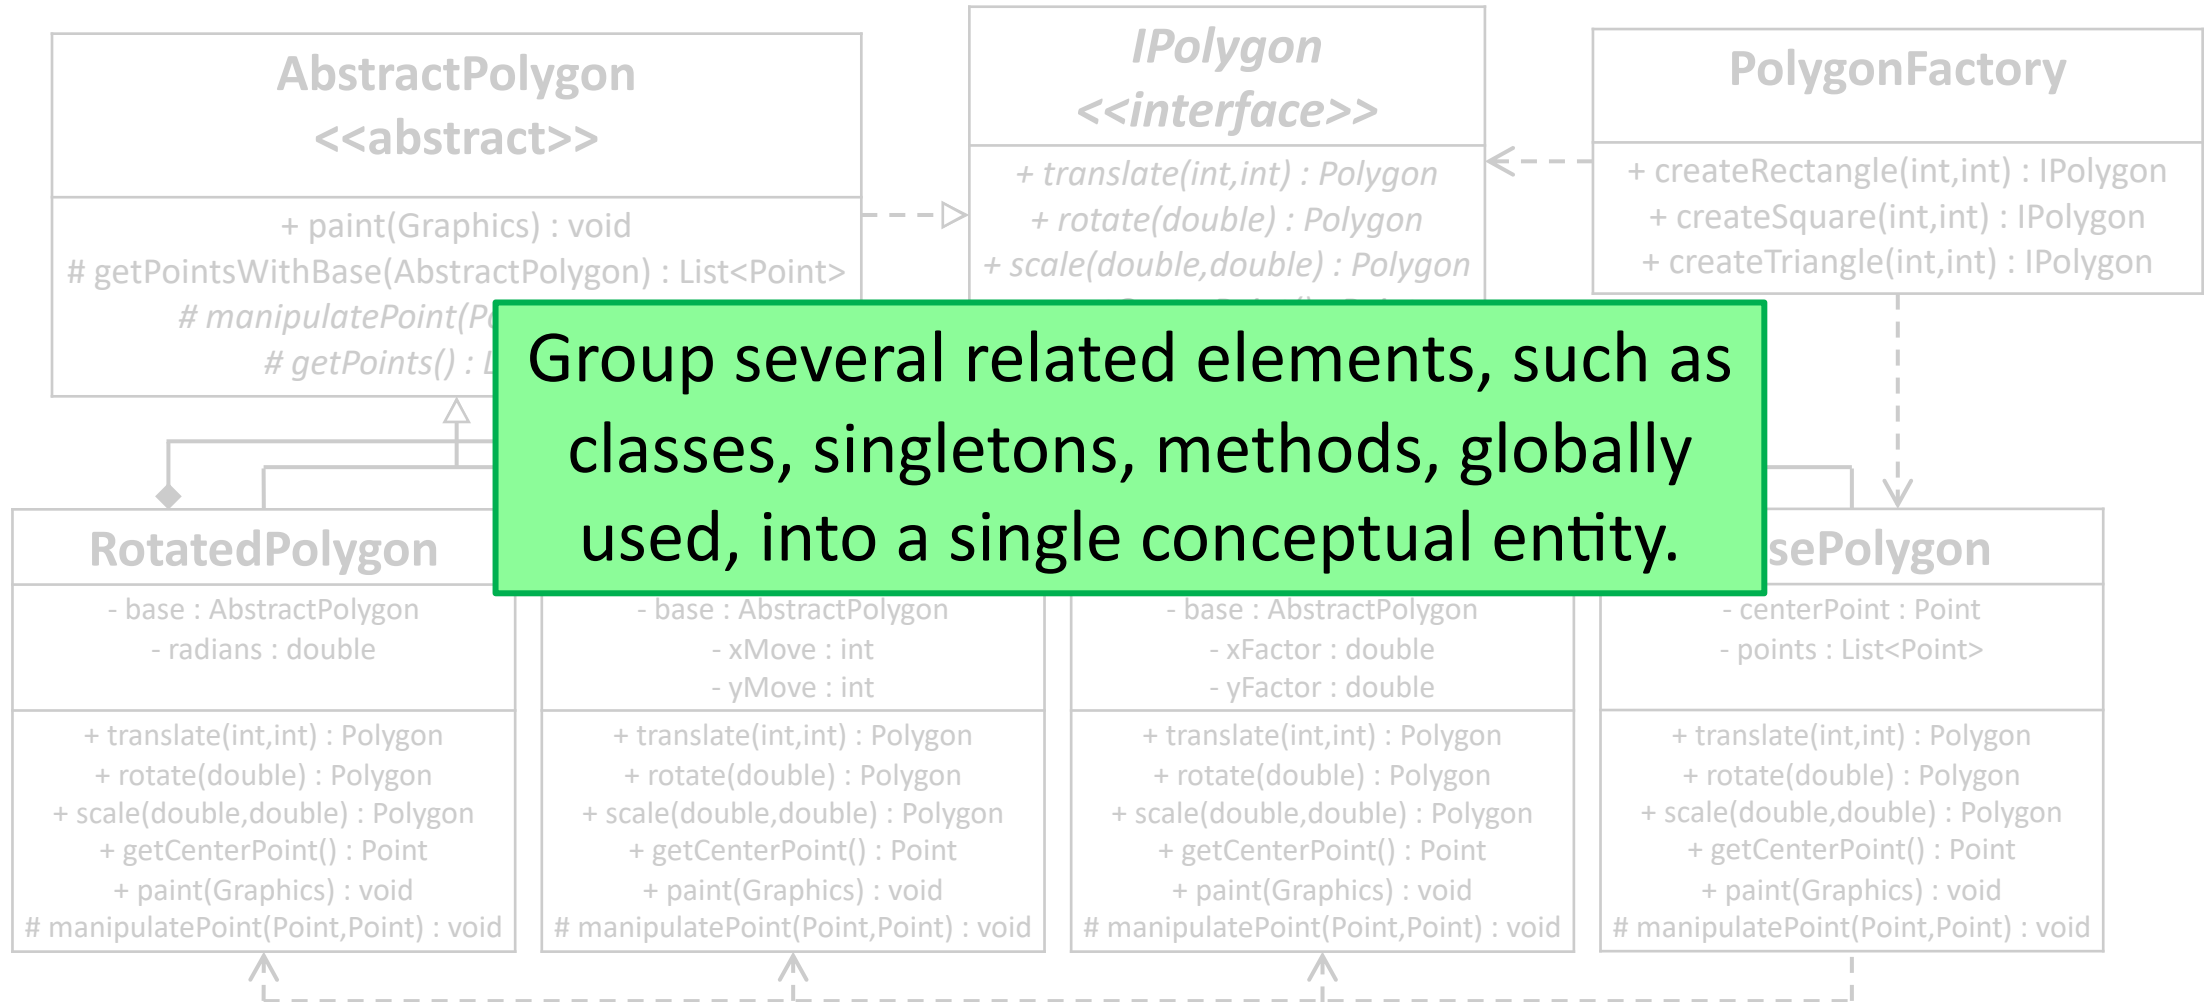 AbstractPolygon
<<abstract>>
+ paint(Graphics) : void
# getPointsWithBase(AbstractPolygon) : List<Point>
# manipulatePoint(
# getPoints() :
IPolygon
<<interface>>
+ translate(int,int) : Polygon
+ rotate(double) : Polygon
+ scale(double,double) : Polygon
PolygonFactory
+ createRectangle(int,int) : IPolygon
+ createSquare(int,int) : IPolygon
+ createTriangle(int,int) : IPolygon
Group several related elements, such as
classes, singletons, methods, globally
used, into a single conceptual entity.
RotatedPolygon
- base : AbstractPolygon
- radians : double
+ translate(int,int) : Polygon
+ rotate(double) : Polygon
+ scale(double,double) : Polygon
+ getCenterPoint() : Point
+ paint(Graphics) : void
# manipulatePoint(Point,Point) : void
- base : AbstractPolygon
- xMove : int
- yMove : int
+ translate(int,int) : Polygon
+ rotate(double) : Polygon
+ scale(double,double) : Polygon
+ getCenterPoint() : Point
+ paint(Graphics) : void
# manipulatePoint(Point,Point) : void
- base : AbstractPolygon
- xFactor : double
- yFactor : double
+ translate(int,int) : Polygon
+ rotate(double) : Polygon
+ scale(double,double) : Polygon
+ getCenterPoint() : Point
+ paint(Graphics) : void
# manipulatePoint(Point,Point) : void
sePolygon
- centerPoint : Point
- points : List<Point>
+ translate(int,int) : Polygon
+ rotate(double) : Polygon
+ scale(double,double) : Polygon
+ getCenterPoint() : Point
+ paint(Graphics) : void
# manipulatePoint(Point,Point) : void